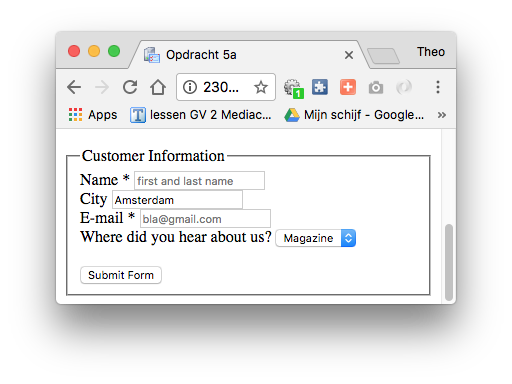 Opdracht 5a
Theo
230...
1
Apps
T
lessen GV 2 Mediac...
Mijn schijf - Google...
»
Customer Information
Name * first and last name
City Amsterdam
E-mail * bla@gmail.com
Where did you hear about us? Magazine
Submit Form